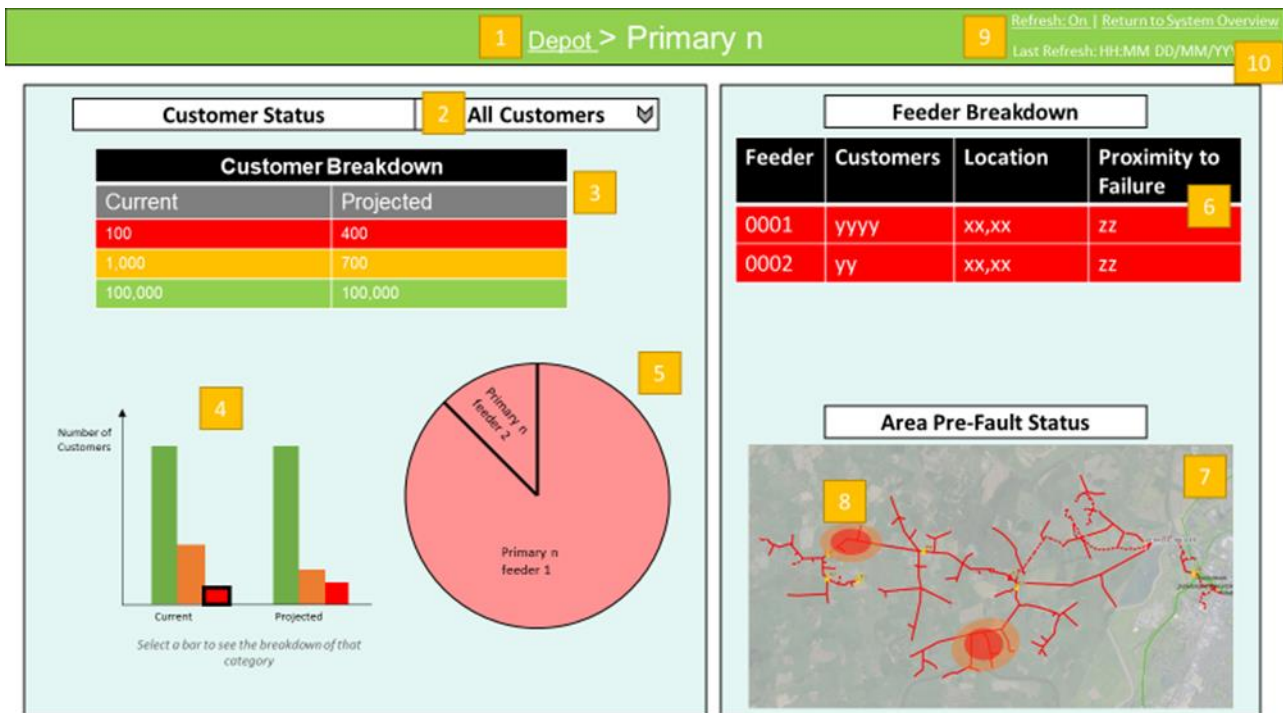 1 Depot > Primary n
9 Refresh: On | Return to System Overview
Last Refresh: HH:MM DD/MM/YY
10
Customer Status 2 All Customers
Customer Breakdown
Current Projected
3
100 400
1,000 700
100,000 100,000
4
Number of
Customers
Current Projected
Select a bar to see the breakdown of that
category
5
Primary n
feeder 2
Primary n
feeder 1
Feeder Breakdown
Feeder Customers Location Proximity to
Failure
6
0001 yyyy xx,xx zz
0002 yy xx,xx zz
Area Pre-Fault Status
7
8